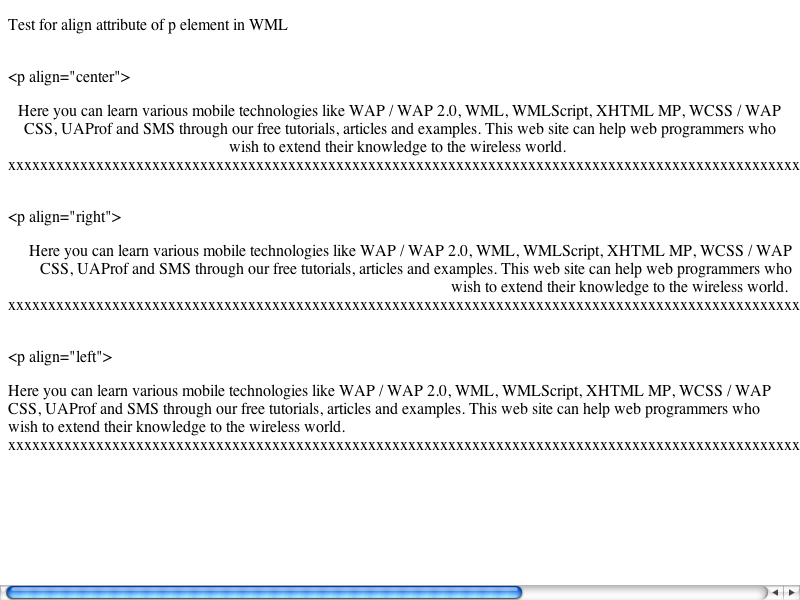 Test for align attribute of p element in WML
<p align="center">
Here you can learn various mobile technologies like WAP / WAP 2.0, WML, WMLScript, XHTML MP, WCSS / WAP
CSS, UAProf and SMS through our free tutorials, articles and examples. This web site can help web programmers who
wish to extend their knowledge to the wireless world.
xxxxxxxxxxxxxxxxxxxxxxxxxxxxxxxxxxxxxxxxxxxxxxxxxxxxxxxxxxxxxxxxxxxxxxxxxxxxxxxxxxxxxxxxxxxxxxxxxxx
<p align="right">
Here you can learn various mobile technologies like WAP / WAP 2.0, WML, WMLScript, XHTML MP, WCSS / WAP
CSS, UAProf and SMS through our free tutorials, articles and examples. This web site can help web programmers who
wish to extend their knowledge to the wireless world.
xxxxxxxxxxxxxxxxxxxxxxxxxxxxxxxxxxxxxxxxxxxxxxxxxxxxxxxxxxxxxxxxxxxxxxxxxxxxxxxxxxxxxxxxxxxxxxxxxxx
<p align="left">
Here you can learn various mobile technologies like WAP / WAP 2.0, WML, WMLScript, XHTML MP, WCSS / WAP
CSS, UAProf and SMS through our free tutorials, articles and examples. This web site can help web programmers who
wish to extend their knowledge to the wireless world.
xxxxxxxxxxxxxxxxxxxxxxxxxxxxxxxxxxxxxxxxxxxxxxxxxxxxxxxxxxxxxxxxxxxxxxxxxxxxxxxxxxxxxxxxxxxxxxxxxxx